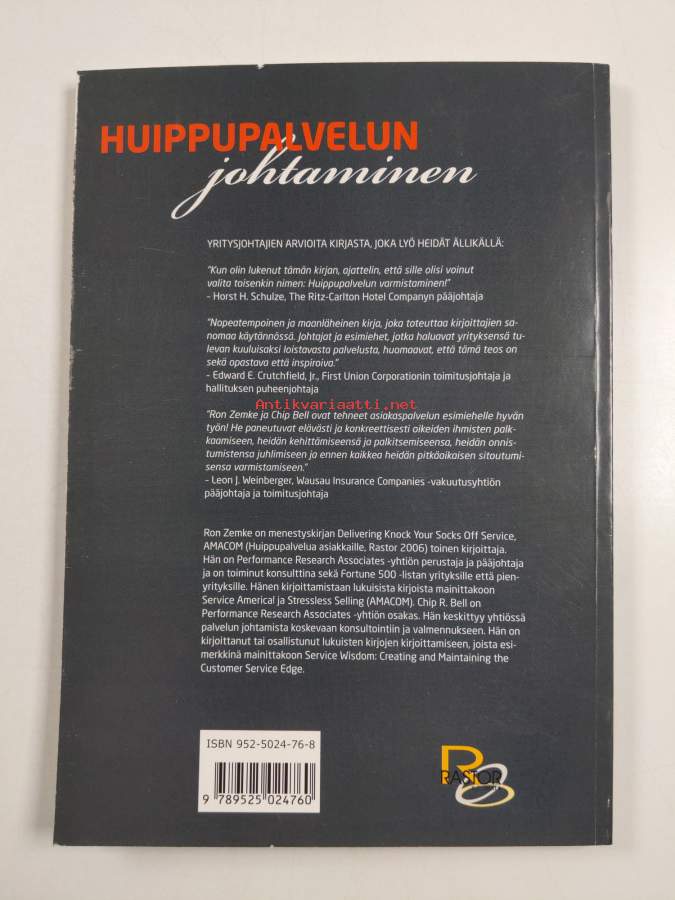 HUIPPUPALVELUN
johtaminen
YRITYSJOHTAJIEN ARVIOITA KIRJASTA, JOKA LYÖ HEIDÄT ÄLLIKÄLLÄ:
"Kun olin lukenut tämän kirjan, ajattelin, että sille olisi voinut
valita toisenkin nimen: Huippupalvelun varmistaminen!"
– Horst H. Schulze, The Ritz-Carlton Hotel Companyn pääjohtaja
"Nopeatempoinen ja maanläheinen kirja, joka toteuttaa kirjoittajien sa-
nomaa käytännössä. Johtajat ja esimiehet, jotka haluavat yrityksensä tu-
levan kuuluisaksi loistavasta palvelusta, huomaavat, että tämä teos on
sekä opastava että inspiroiva."
– Edward E. Crutchfield, Jr., First Union Corporationin toimitusjohtaja ja
hallituksen puheenjohtaja
Antikvariaatti.net
"Ron Zemke ja Chip Bell ovat tehneet asiakaspalvelun esimiehelle hyvän
työn! He paneutuvat elävästi ja konkreettisesti oikeiden ihmisten palk-
kaamiseen, heidän kehittämiseensä ja palkitsemiseensa, heidän onnis-
tumistensa juhlimiseen ja ennen kaikkea heidän pitkäaikaisen sitoutumi-
sensa varmistamiseen."
– Leon J. Weinberger, Wausau Insurance Companies -vakuutusyhtiön
pääjohtaja ja toimitusjohtaja
Ron Zemke on menestyskirjan Delivering Knock Your Socks Off Service,
AMACOM (Huippupalvelua asiakkaille, Rastor 2006) toinen kirjoittaja.
Hän on Performance Research Associates -yhtiön perustaja ja pääjohtaja
ja on toiminut konsulttina sekä Fortune 500 -listan yrityksille että pien-
yrityksille. Hänen kirjoittamistaan lukuisista kirjoista mainittakoon
Service America! ja Stressless Selling (AMACOM). Chip R. Bell on
Performance Research Associates -yhtiön osakas. Hän keskittyy yhtiössä
palvelun johtamista koskevaan konsultointiin ja valmennukseen. Hän on
kirjoittanut tai osallistunut lukuisten kirjojen kirjoittamiseen, joista esi-
merkkinä mainittakoon Service Wisdom: Creating and Maintaining the
Customer Service Edge.
ISBN 952-5024-76-8
9 789525 024760
RASTOR